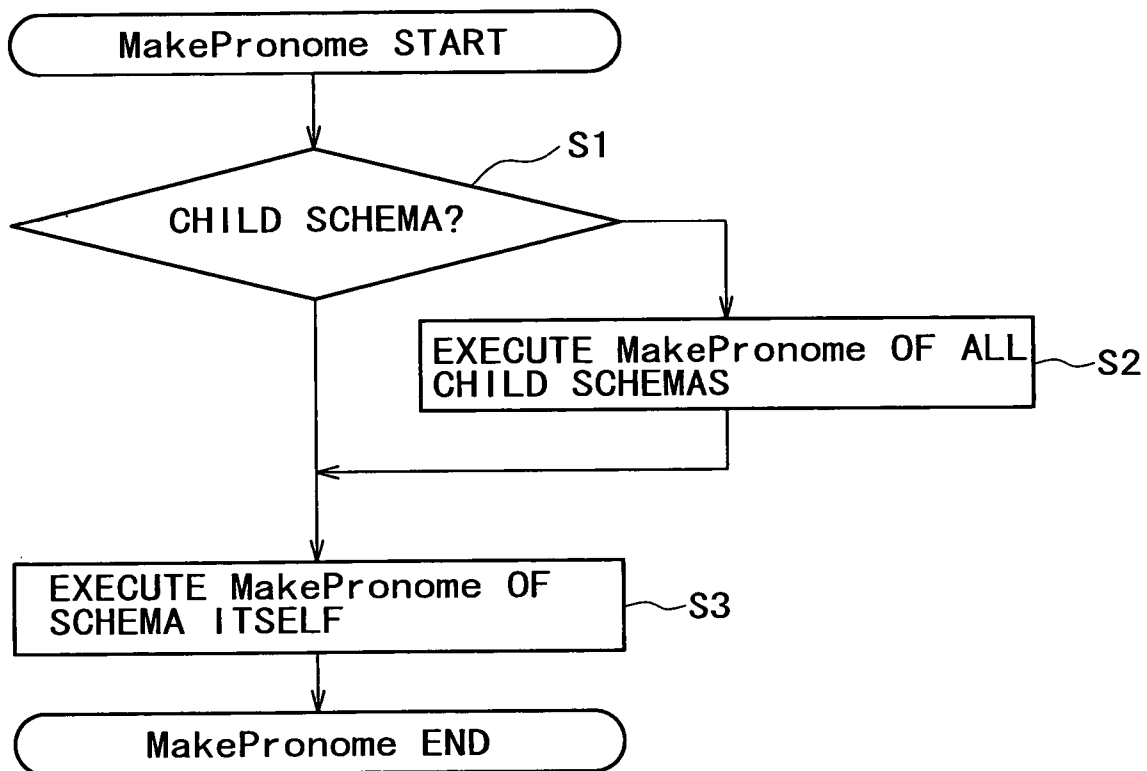 MakePronome START
S1
CHILD SCHEMA?
EXECUTE MakePronome OF ALL
CHILD SCHEMAS
S2
EXECUTE MakePronome OF
SCHEMA ITSELF
S3
MakePronome END